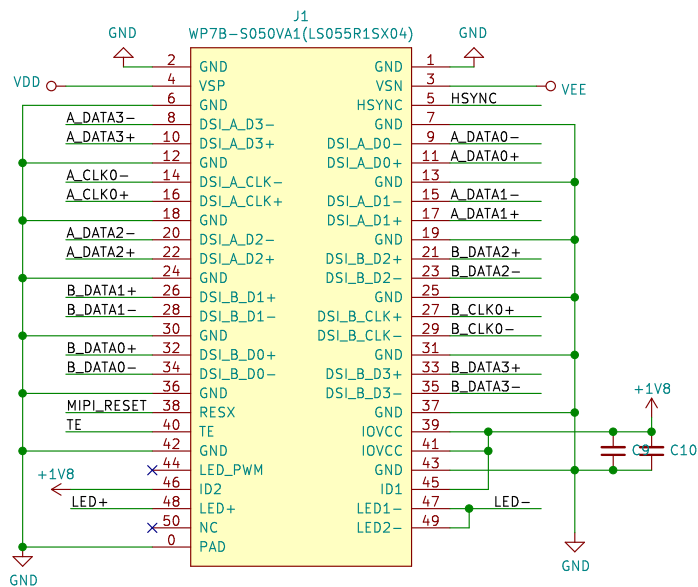 J1
WP7B-S050VA1(LS055R1SX04)
GND GND
2 GND GND 1
VDD 4 VSP VSN 3 VEE
6 GND HSYNC 5 HSYNC
A_DATA3- 8 DSI_A_D3- GND 7
A_DATA3+ 10 DSI_A_D3+ DSI_A_D0- 9 A_DATA0-
12 GND DSI_A_D0+ 11 A_DATA0+
A_CLK0- 14 DSI_A_CLK- GND 13
A_CLK0+ 16 DSI_A_CLK+ DSI_A_D1- 15 A_DATA1-
18 GND DSI_A_D1+ 17 A_DATA1+
A_DATA2- 20 DSI_A_D2- GND 19
A_DATA2+ 22 DSI_A_D2+ DSI_B_D2+ 21 B_DATA2+
24 GND DSI_B_D2- 23 B_DATA2-
B_DATA1+ 26 DSI_B_D1+ GND 25
B_DATA1- 28 DSI_B_D1- DSI_B_CLK+ 27 B_CLK0+
30 GND DSI_B_CLK- 29 B_CLK0-
B_DATA0+ 32 DSI_B_D0+ GND 31
B_DATA0- 34 DSI_B_D0- DSI_B_D3+ 33 B_DATA3+
36 GND DSI_B_D3- 35 B_DATA3-
MIPI_RESET 38 RESX GND 37 +1V8
TE 40 TE IOVCC 39
42 GND IOVCC 41 C9 C10
44 LED_PWM GND 43
+1V8 46 ID2 ID1 45
LED+ 48 LED+ LED1- 47 LED-
50 NC LED2- 49
0 PAD
GND GND